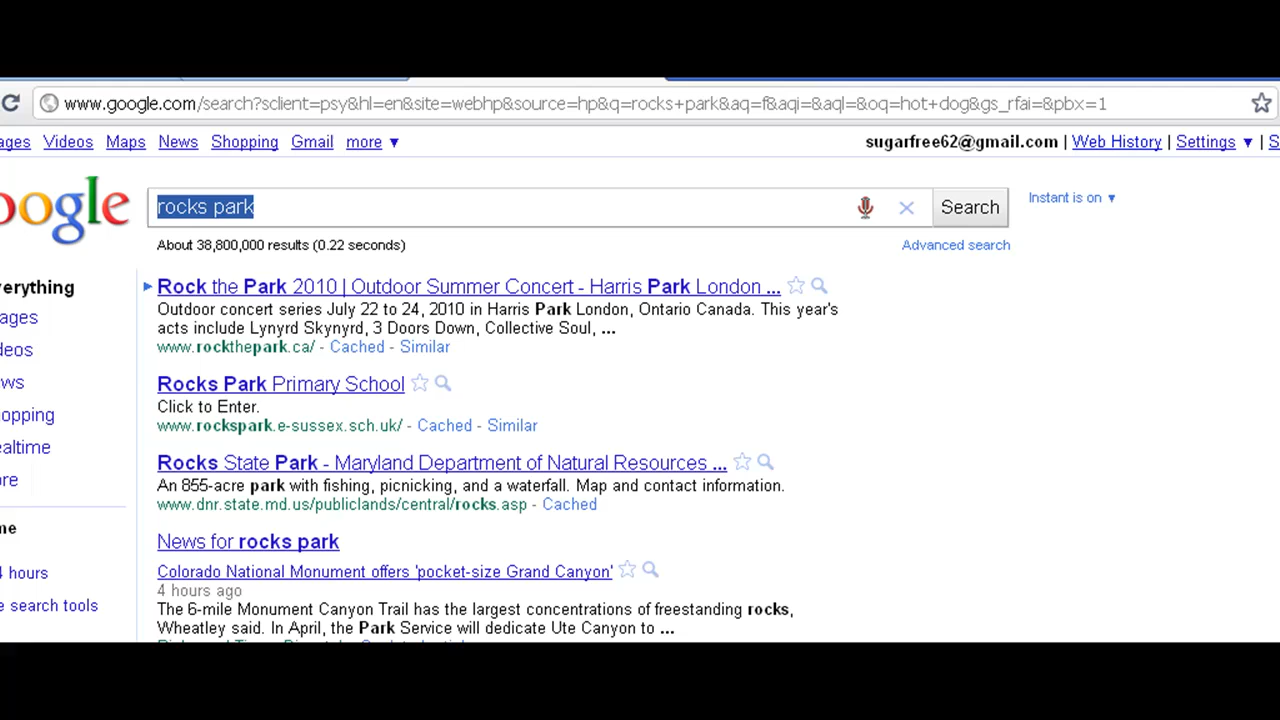 www.google.com/search?sclient=psy&hl=en&site=webhp&source=hp&q=rocks+park&aq=f&aqi=&aql=&oq=hot+dog&gs_rfai=&pbx=1
ages Videos Maps News Shopping Gmail more ▼ sugarfree62@gmail.com | Web History | Settings ▼ | S
oogle rocks park Search Instant is on ▼
About 38,800,000 results (0.22 seconds) Advanced search
verything
ages
deos
ws
opping
ealtime
re
me
4 hours
e search tools
Rock the Park 2010 | Outdoor Summer Concert - Harris Park London ...
Outdoor concert series July 22 to 24, 2010 in Harris Park London, Ontario Canada. This year's
acts include Lynyrd Skynyrd, 3 Doors Down, Collective Soul, ...
www.rockthepark.ca/ - Cached - Similar
Rocks Park Primary School
Click to Enter.
www.rockspark.e-sussex.sch.uk/ - Cached - Similar
Rocks State Park - Maryland Department of Natural Resources ...
An 855-acre park with fishing, picnicking, and a waterfall. Map and contact information.
www.dnr.state.md.us/publiclands/central/rocks.asp - Cached
News for rocks park
Colorado National Monument offers 'pocket-size Grand Canyon'
4 hours ago
The 6-mile Monument Canyon Trail has the largest concentrations of freestanding rocks,
Wheatley said. In April, the Park Service will dedicate Ute Canyon to ...